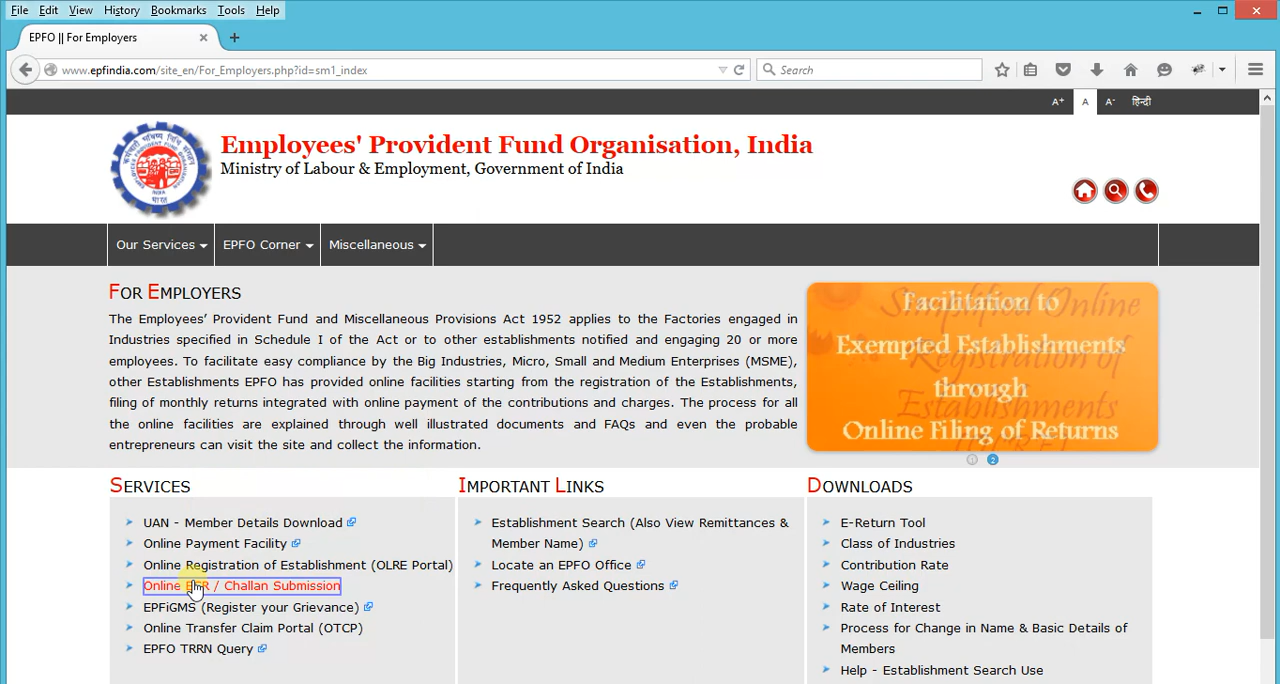 File Edit View History Bookmarks Tools Help
EPFO || For Employers
www.epfindia.com/site_en/For_Employers.php?id=sm1_index
Search
A+ A A- हिन्दी
Employees' Provident Fund Organisation, India
Ministry of Labour & Employment, Government of India
Our Services EPFO Corner Miscellaneous
FOR EMPLOYERS
The Employees' Provident Fund and Miscellaneous Provisions Act 1952 applies to the Factories engaged in
Industries specified in Schedule I of the Act or to other establishments notified and engaging 20 or more
employees. To facilitate easy compliance by the Big Industries, Micro, Small and Medium Enterprises (MSME),
other Establishments EPFO has provided online facilities starting from the registration of the Establishments,
filing of monthly returns integrated with online payment of the contributions and charges. The process for all
the online facilities are explained through well illustrated documents and FAQs and even the probable
entrepreneurs can visit the site and collect the information.
Facilitation to
Exempted Establishments
through
Online Filing of Returns
1 2
SERVICES
UAN - Member Details Download
Online Payment Facility
Online Registration of Establishment (OLRE Portal)
Online ECR / Challan Submission
EPFiGMS (Register your Grievance)
Online Transfer Claim Portal (OTCP)
EPFO TRRN Query
IMPORTANT LINKS
Establishment Search (Also View Remittances &
Member Name)
Locate an EPFO Office
Frequently Asked Questions
DOWNLOADS
E-Return Tool
Class of Industries
Contribution Rate
Wage Ceiling
Rate of Interest
Process for Change in Name & Basic Details of
Members
Help - Establishment Search Use